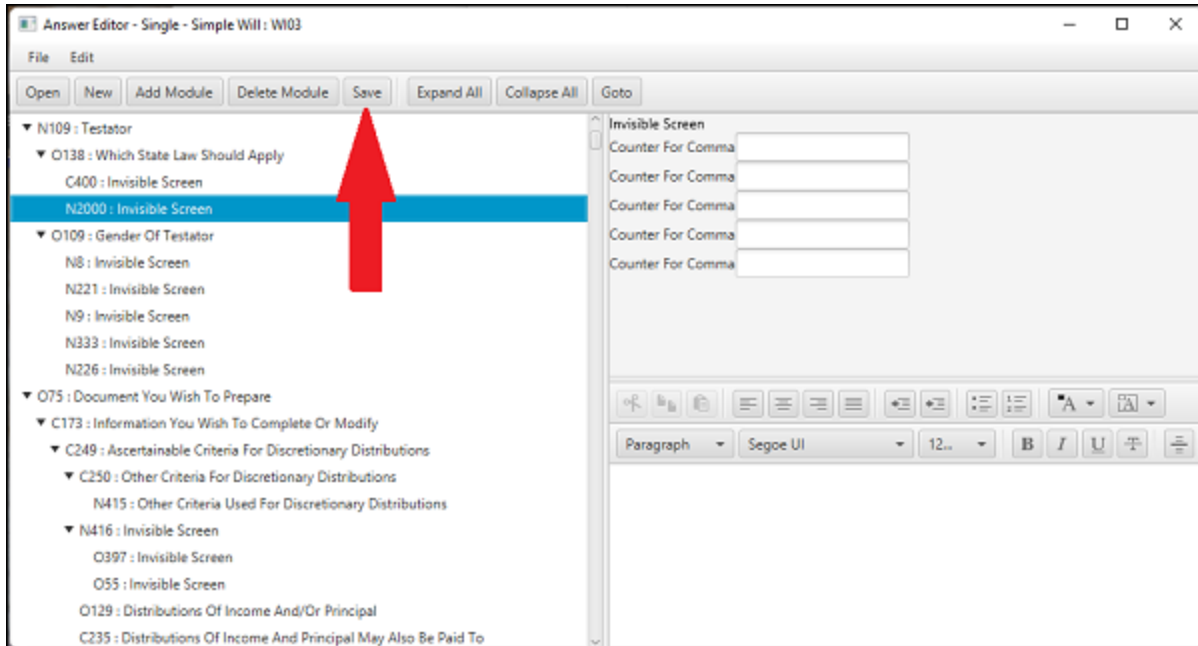 Answer Editor - Single - Simple Will : WI03
File Edit
Open New Add Module Delete Module Save Expand All Collapse All Goto
N109 : Testator
O138 : Which State Law Should Apply
C400 : Invisible Screen
N2000 : Invisible Screen
O109 : Gender Of Testator
N8 : Invisible Screen
N221 : Invisible Screen
N9 : Invisible Screen
N333 : Invisible Screen
N226 : Invisible Screen
O75 : Document You Wish To Prepare
C173 : Information You Wish To Complete Or Modify
C249 : Ascertainable Criteria For Discretionary Distributions
C250 : Other Criteria For Discretionary Distributions
N415 : Other Criteria Used For Discretionary Distributions
N416 : Invisible Screen
O397 : Invisible Screen
O55 : Invisible Screen
O129 : Distributions Of Income And/Or Principal
C235 : Distributions Of Income And Principal May Also Be Paid To
Invisible Screen
Counter For Comma
Counter For Comma
Counter For Comma
Counter For Comma
Counter For Comma
Paragraph Segoe UI 12... B I U T